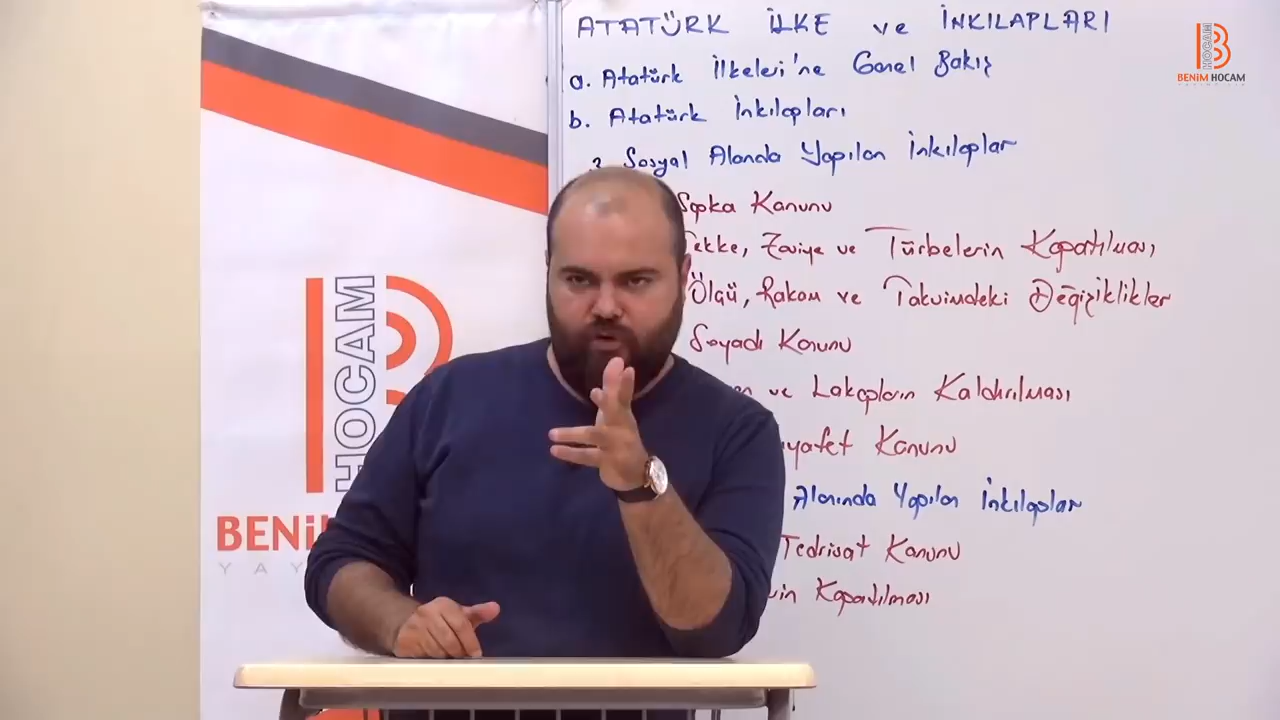 ATATÜRK İLKE ve İNKILAPLARI
a. Atatürk İlkeleri'ne Genel Bakış
b. Atatürk İnkılapları
Sosyal Alanda Yapılan İnkılaplar
Şapka Kanunu
Tekke, Zaviye ve Türbelerin Kapatılması
Ölçü, Rakam ve Takvimdeki Değişiklikler
Soyadı Kanunu
ve Lakapların Kaldırılması
Kanunu
Alanında Yapılan İnkılaplar
Tedrisat Kanunu
Kapatılması
HOCAM
BENİM HOCAM
HOCAM